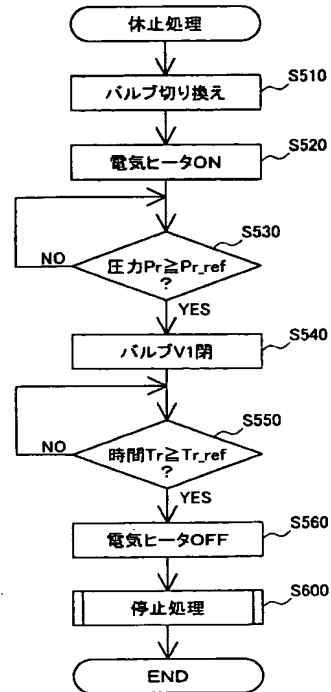 休止処理
S510
バルブ切り換え
S520
電気ヒータON
S530
圧力Pr≧Pr_ref
?
NO
YES
S540
バルブV1閉
S550
時間Tr≧Tr_ref
?
NO
YES
S560
電気ヒータOFF
S600
停止処理
END